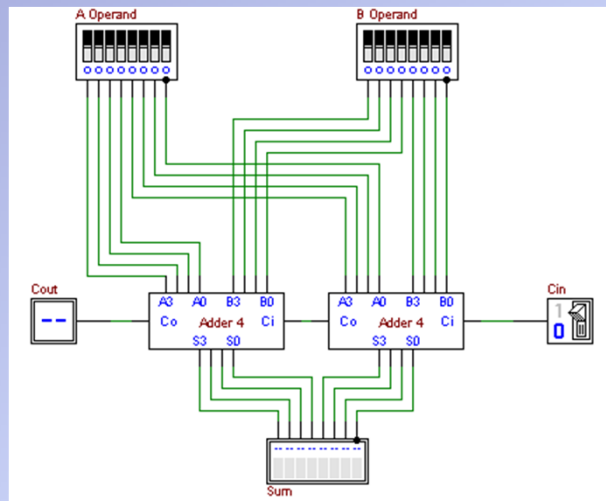 A Operand B Operand
Cout Cin
A3 A0 B3 B0 A3 A0 B3 B0
1
Co Adder 4 Ci Co Adder 4 Ci
-- 0
S3 S0 S3 S0
-- -- -- -- -- -- -- --
Sum